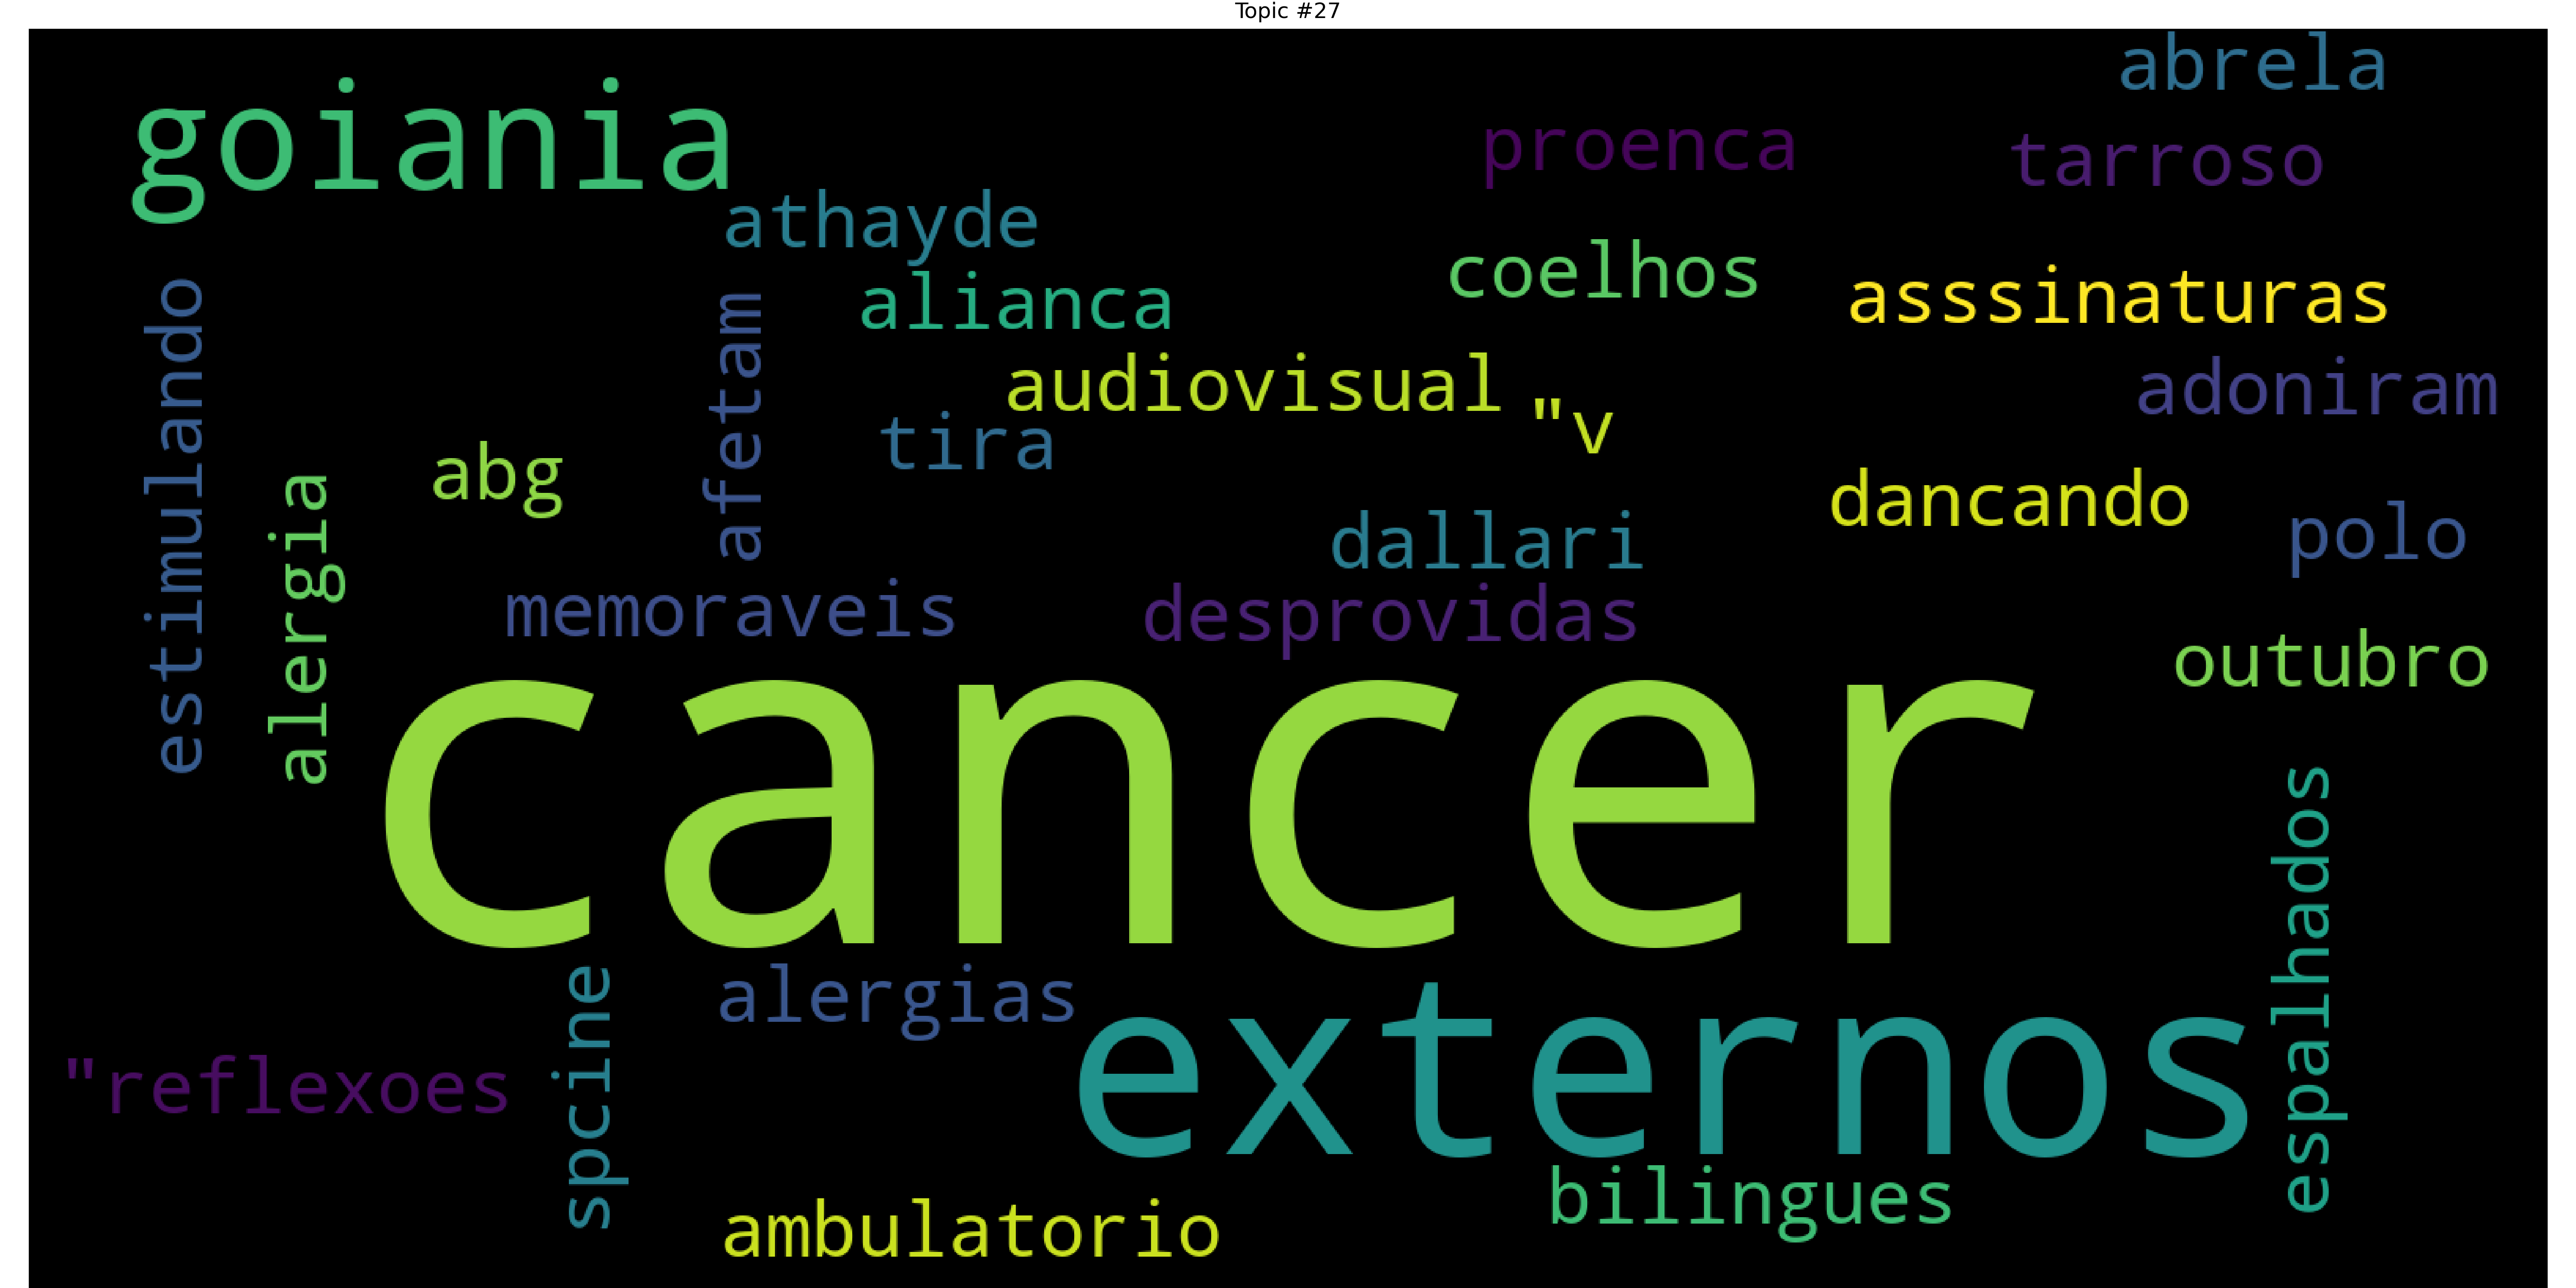 Topic #27
abrela
goiania
proenca
tarroso
athayde
coelhos
alianca
asssinaturas
estimulando
afetam
audiovisual
adoniram
"v
tira
abg
dancando
alergia
dallari
polo
memoraveis
desprovidas
outubro
cancer
espalhados
alergias
externos
spcine
"reflexoes
bilingues
ambulatorio